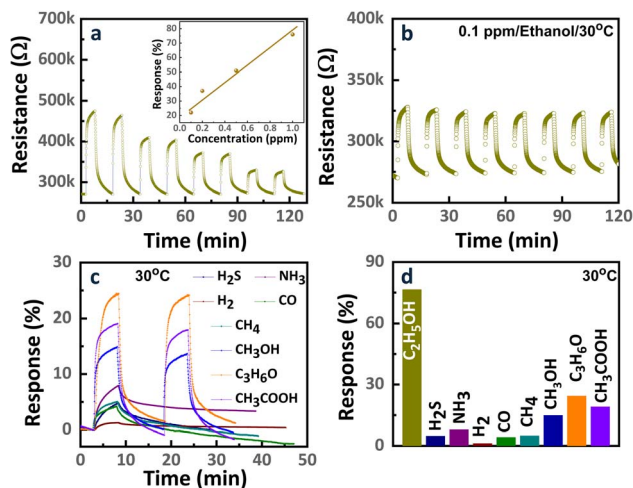 a
Response (%)
80
70
60
50
40
30
20
0.2
0.4
0.6
0.8
1.0
Concentration (ppm)
Resistance (Ω)
700k
600k
500k
400k
300k
0
30
60
90
120
Time (min)
b
0.1 ppm/Ethanol/30°C
Resistance (Ω)
400k
350k
300k
250k
0
20
40
60
80
100
120
Time (min)
c
30°C
H₂S
NH₃
H₂
CO
CH₄
CH₃OH
C₃H₆O
CH₃COOH
Response (%)
30
20
10
0
0
10
20
30
40
50
Time (min)
d
30°C
Response (%)
90
60
30
0
C₂H₅OH
H₂S
NH₃
H₂
CO
CH₄
CH₃OH
C₃H₆O
CH₃COOH